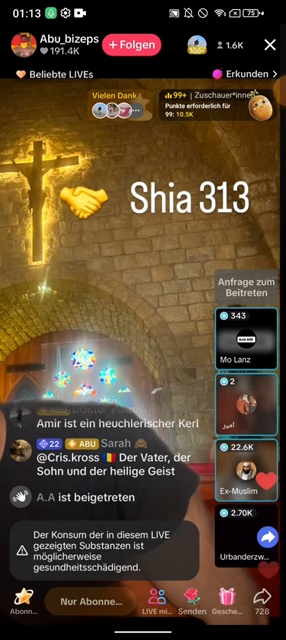 01:13
75
Abu_bizeps
191.4K
+ Folgen
1.6K
Beliebte LIVEs
Erkunden >
Vielen Dank
99+ | Zuschauer*innen
Punkte erforderlich für
99: 10.5K
Shia 313
Anfrage zum
Beitreten
343
Mo Lanz
2
امیر
22.6K
Ex-Muslim
2.70K
Urbanderzw...
Amir ist ein heuchlerischer Kerl
22 ABU Sarah
@Cris.kross Der Vater, der
Sohn und der heilige Geist
A.A ist beigetreten
Der Konsum der in diesem LIVE
gezeigten Substanzen ist
möglicherweise
gesundheitsschädigend.
Abonn...
Nur Abonne...
LIVE mi...
Senden
Gesche...
728